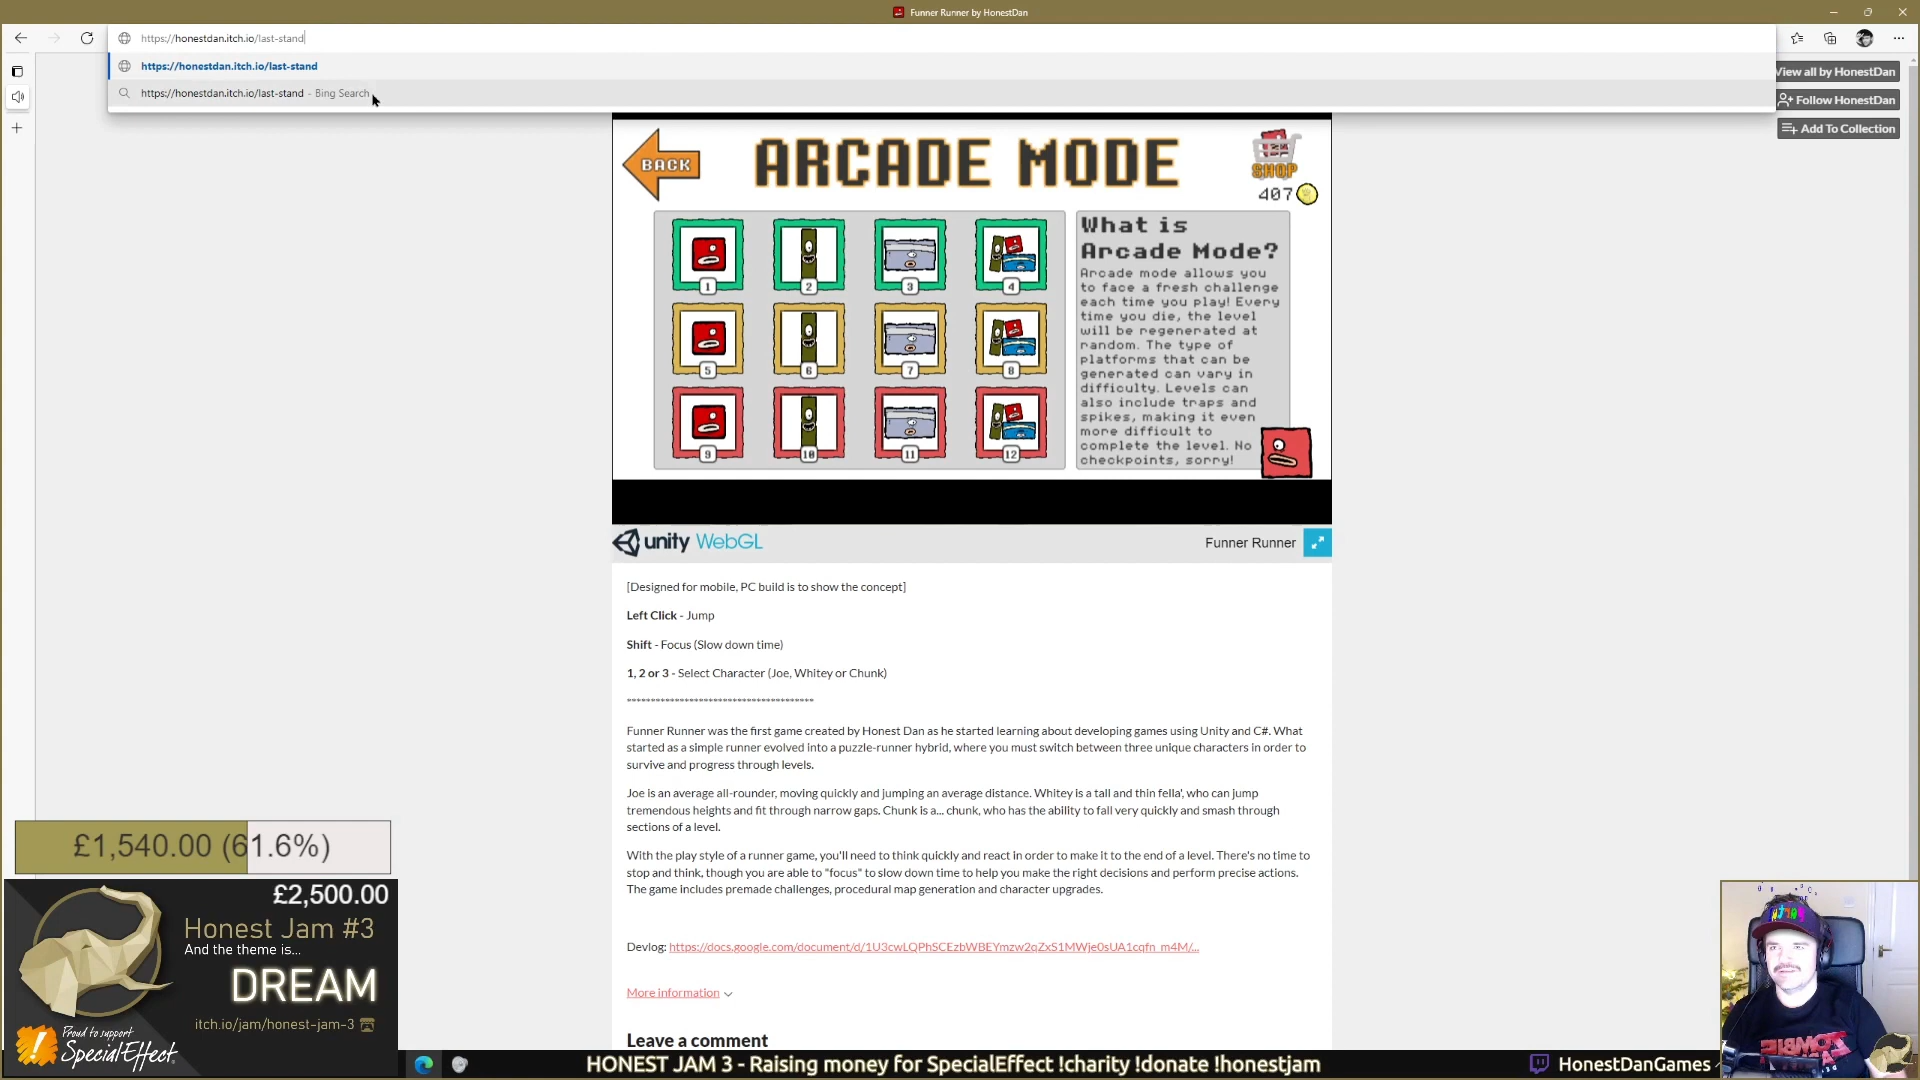 Funner Runner by HonestDan
https://honestdan.itch.io/last-stand
https://honestdan.itch.io/last-stand
https://honestdan.itch.io/last-stand - Bing Search
View all by HonestDan
Follow HonestDan
Add To Collection
BACK
ARCADE MODE
SHOP
407
1
2
3
4
5
6
7
8
9
10
11
12
What is
Arcade Mode?
Arcade mode allows you
to face a fresh challenge
each time you play! Every
time you die, the level
will be regenerated at
random. The type of
platforms that can be
generated can vary in
difficulty. Levels can
also include traps and
spikes, making it even
more difficult to
complete the level. No
checkpoints, sorry!
unity WebGL
Funner Runner
[Designed for mobile, PC build is to show the concept]
Left Click - Jump
Shift - Focus (Slow down time)
1, 2 or 3 - Select Character (Joe, Whitey or Chunk)
*************************************
Funner Runner was the first game created by Honest Dan as he started learning about developing games using Unity and C#. What
started as a simple runner evolved into a puzzle-runner hybrid, where you must switch between three unique characters in order to
survive and progress through levels.
Joe is an average all-rounder, moving quickly and jumping an average distance. Whitey is a tall and thin fella', who can jump
tremendous heights and fit through narrow gaps. Chunk is a... chunk, who has the ability to fall very quickly and smash through
sections of a level.
With the play style of a runner game, you'll need to think quickly and react in order to make it to the end of a level. There's no time to
stop and think, though you are able to "focus" to slow down time to help you make the right decisions and perform precise actions.
The game includes premade challenges, procedural map generation and character upgrades.
Devlog: https://docs.google.com/document/d/1U3cwLQPhSCEzbWBEYmzw2qZxS1MWje0sUA1cqfn_m4M/...
More information
Leave a comment
£1,540.00 (61.6%)
£2,500.00
Honest Jam #3
And the theme is...
DREAM
itch.io/jam/honest-jam-3
Proud to support
SpecialEffect
HONEST JAM 3 - Raising money for SpecialEffect !charity !donate !honestjam
HonestDanGames